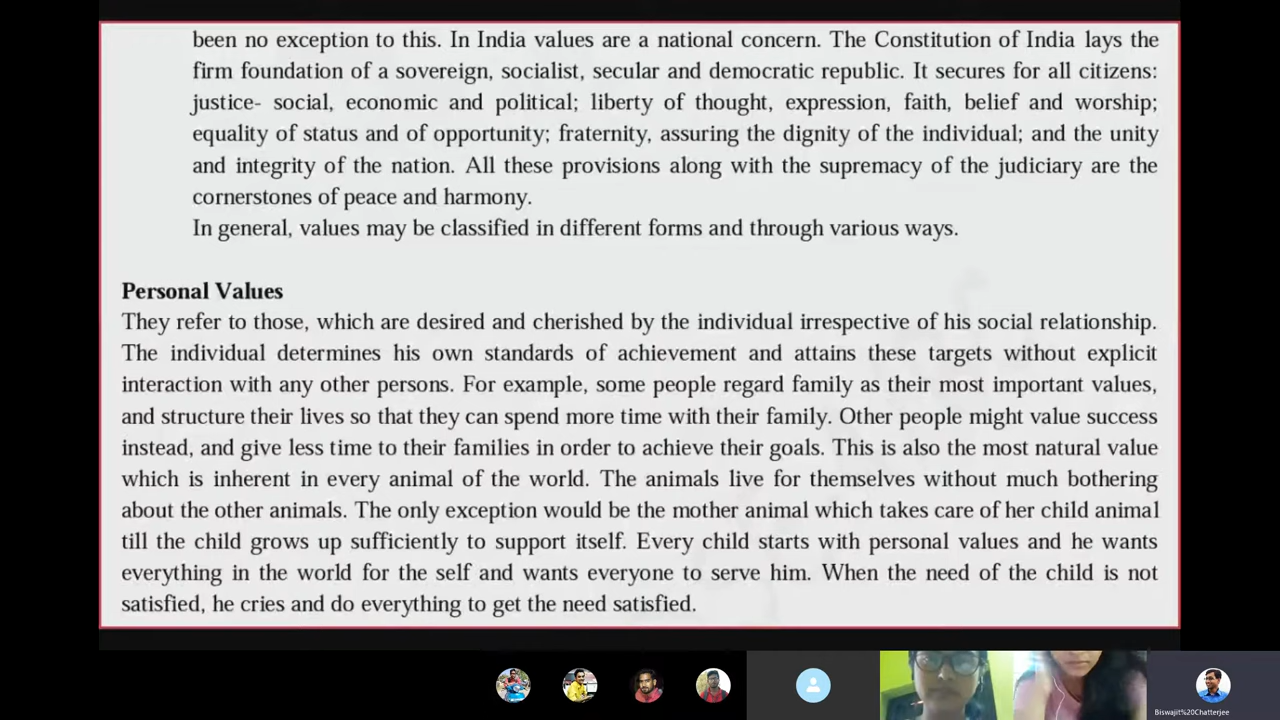 been no exception to this. In India values are a national concern. The Constitution of India lays the
firm foundation of a sovereign, socialist, secular and democratic republic. It secures for all citizens:
justice- social, economic and political; liberty of thought, expression, faith, belief and worship;
equality of status and of opportunity; fraternity, assuring the dignity of the individual; and the unity
and integrity of the nation. All these provisions along with the supremacy of the judiciary are the
cornerstones of peace and harmony.
In general, values may be classified in different forms and through various ways.
Personal Values
They refer to those, which are desired and cherished by the individual irrespective of his social relationship.
The individual determines his own standards of achievement and attains these targets without explicit
interaction with any other persons. For example, some people regard family as their most important values,
and structure their lives so that they can spend more time with their family. Other people might value success
instead, and give less time to their families in order to achieve their goals. This is also the most natural value
which is inherent in every animal of the world. The animals live for themselves without much bothering
about the other animals. The only exception would be the mother animal which takes care of her child animal
till the child grows up sufficiently to support itself. Every child starts with personal values and he wants
everything in the world for the self and wants everyone to serve him. When the need of the child is not
satisfied, he cries and do everything to get the need satisfied.
Biswajit%20Chatterjee